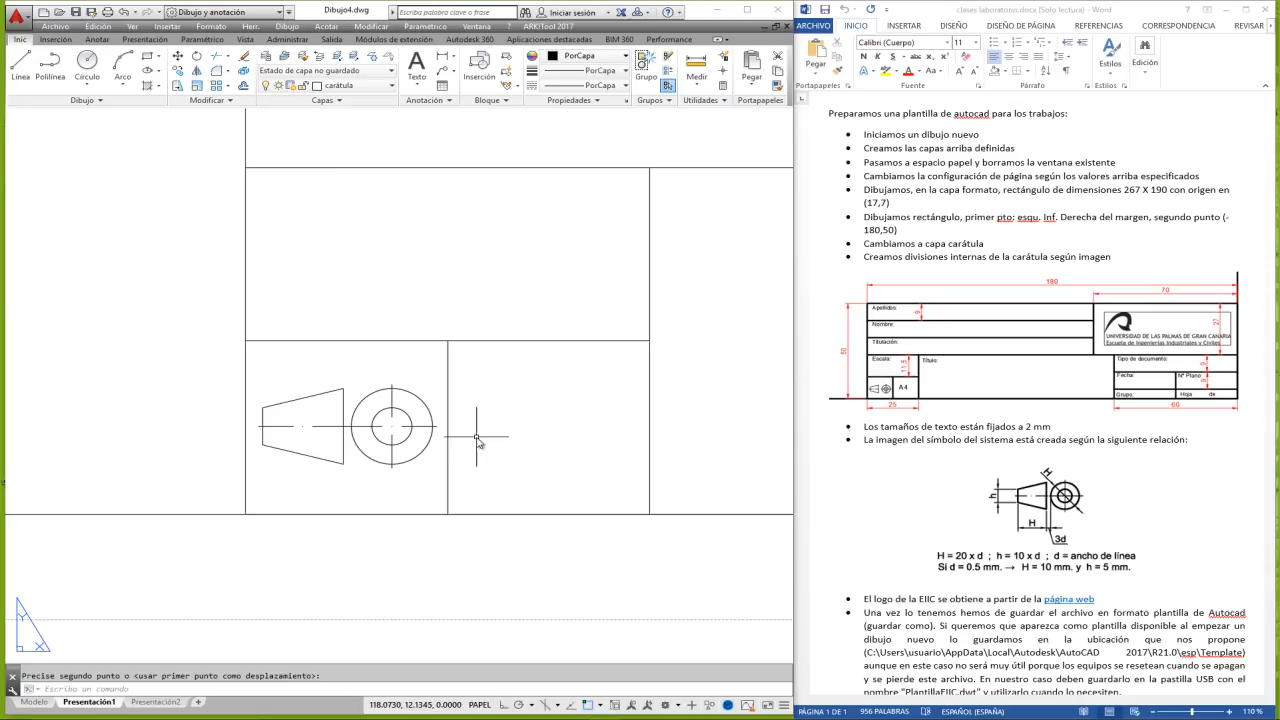 Dibujo y anotación
Dibujo4.dwg
Escriba palabra clave o frase
Iniciar sesión
Archivo Edición Ver Insertar Formato Herr. Dibujo Acotar Modificar Paramétrico Ventana Express
Inic Inserción Anotar Presentación Paramétrico Vista Administrar Salida Módulos de extensión Autodesk 360 Aplicaciones destacadas BIM 360 Performance
ARKITool 2017
Línea Polilínea Círculo Arco
Estado de capa no guardado
carátula
Texto
Inserción
PorCapa
PorCapa
PorCapa
Grupo
Medir
Pegar
Dibujo
Modificar
Capas
Anotación
Bloque
Propiedades
Grupos
Utilidades
Portapapeles
Y
X
Precise segundo punto o <usar primer punto como desplazamiento>:
Escriba un comando
Modelo Presentación1 Presentación2 +
118.0730, 12.1345, 0.0000 PAPEL
clases laboratorio.docx (Solo lectura) - Word
ARCHIVO INICIO INSERTAR DISEÑO DISEÑO DE PÁGINA REFERENCIAS CORRESPONDENCIA REVISAR
Pegar
Calibri (Cuerpo) 11
N K S
Estilos
Edición
Portapapeles
Fuente
Párrafo
Estilos
Preparamos una plantilla de autocad para los trabajos:
Iniciamos un dibujo nuevo
Creamos las capas arriba definidas
Pasamos a espacio papel y borramos la ventana existente
Cambiamos la configuración de página según los valores arriba especificados
Dibujamos, en la capa formato, rectángulo de dimensiones 267 X 190 con origen en
(17,7)
Dibujamos rectángulo, primer pto; esqu. Inf. Derecha del margen, segundo punto (-
180,50)
Cambiamos a capa carátula
Creamos divisiones internas de la carátula según imagen
180
70
Apellidos:
9
Nombre:
Titulación:
27
UNIVERSIDAD DE LAS PALMAS DE GRAN CANARIA
Escuela de Ingenierías Industriales y Civiles
50
Escala:
11.5
Título:
Tipo de documento:
9
Fecha:
Nº Plano:
9
A4
Grupo:
Hoja de
25
60
Los tamaños de texto están fijados a 2 mm
La imagen del símbolo del sistema está creada según la siguiente relación:
H
h
H
3d
H = 20 x d ; h = 10 x d ; d = ancho de línea
Si d = 0.5 mm. → H = 10 mm. y h = 5 mm.
El logo de la EIIC se obtiene a partir de la página web
Una vez lo tenemos hemos de guardar el archivo en formato plantilla de Autocad
(guardar como). Si queremos que aparezca como plantilla disponible al empezar un
dibujo nuevo lo guardamos en la ubicación que nos propone
(C:\Users\usuario\AppData\Local\Autodesk\AutoCAD 2017\R21.0\esp\Template)
aunque en este caso no será muy útil porque los equipos se resetean cuando se apagan
y se pierde este archivo. En nuestro caso deben guardarlo en la pastilla USB con el
nombre "PlantillaEIIC.dwt" y utilizarlo cuando lo necesiten.
PÁGINA 1 DE 1 956 PALABRAS ESPAÑOL (ESPAÑA) 110 %